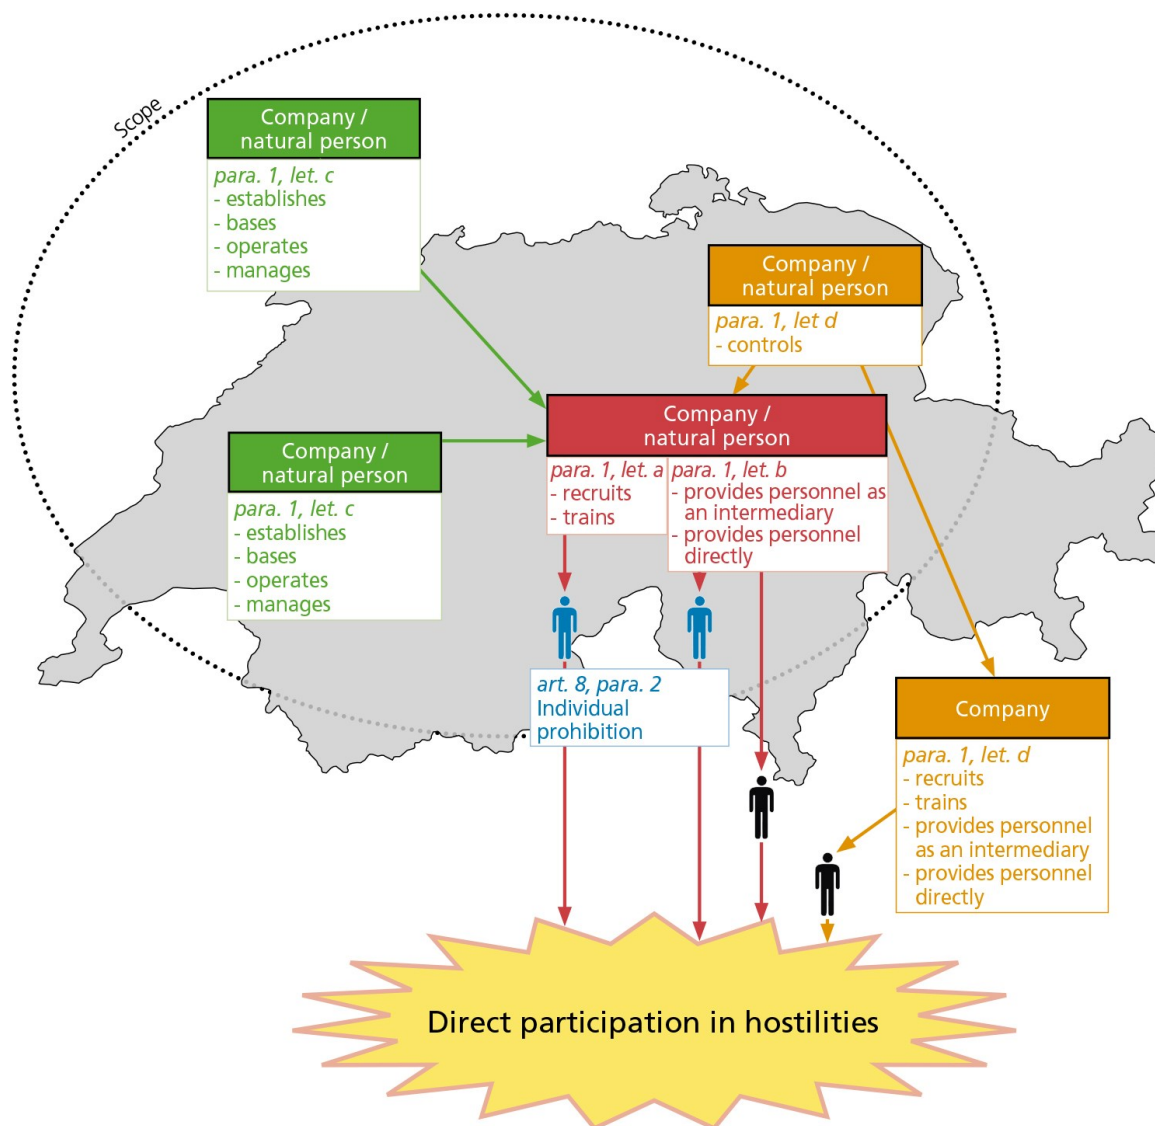 Scope
Company /
natural person
para. 1, let. c
- establishes
- bases
- operates
- manages
Company /
natural person
para. 1, let d
- controls
Company /
natural person
para. 1, let. a
- recruits
- trains
para. 1, let. b
- provides personnel as
an intermediary
- provides personnel
directly
Company /
natural person
para. 1, let. c
- establishes
- bases
- operates
- manages
art. 8, para. 2
Individual
prohibition
Company
para. 1, let. d
- recruits
- trains
- provides personnel
as an intermediary
- provides personnel
directly
Direct participation in hostilities